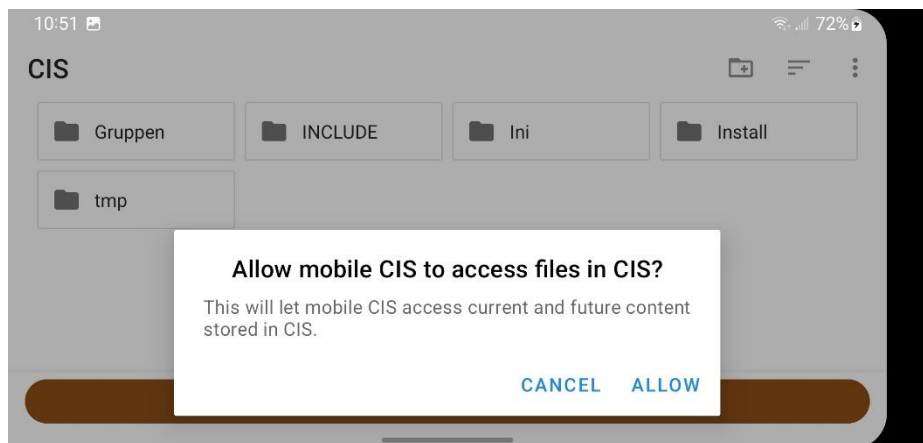 10:51 72%
CIS
Gruppen INCLUDE Ini Install
tmp
Allow mobile CIS to access files in CIS?
This will let mobile CIS access current and future content
stored in CIS.
CANCEL ALLOW